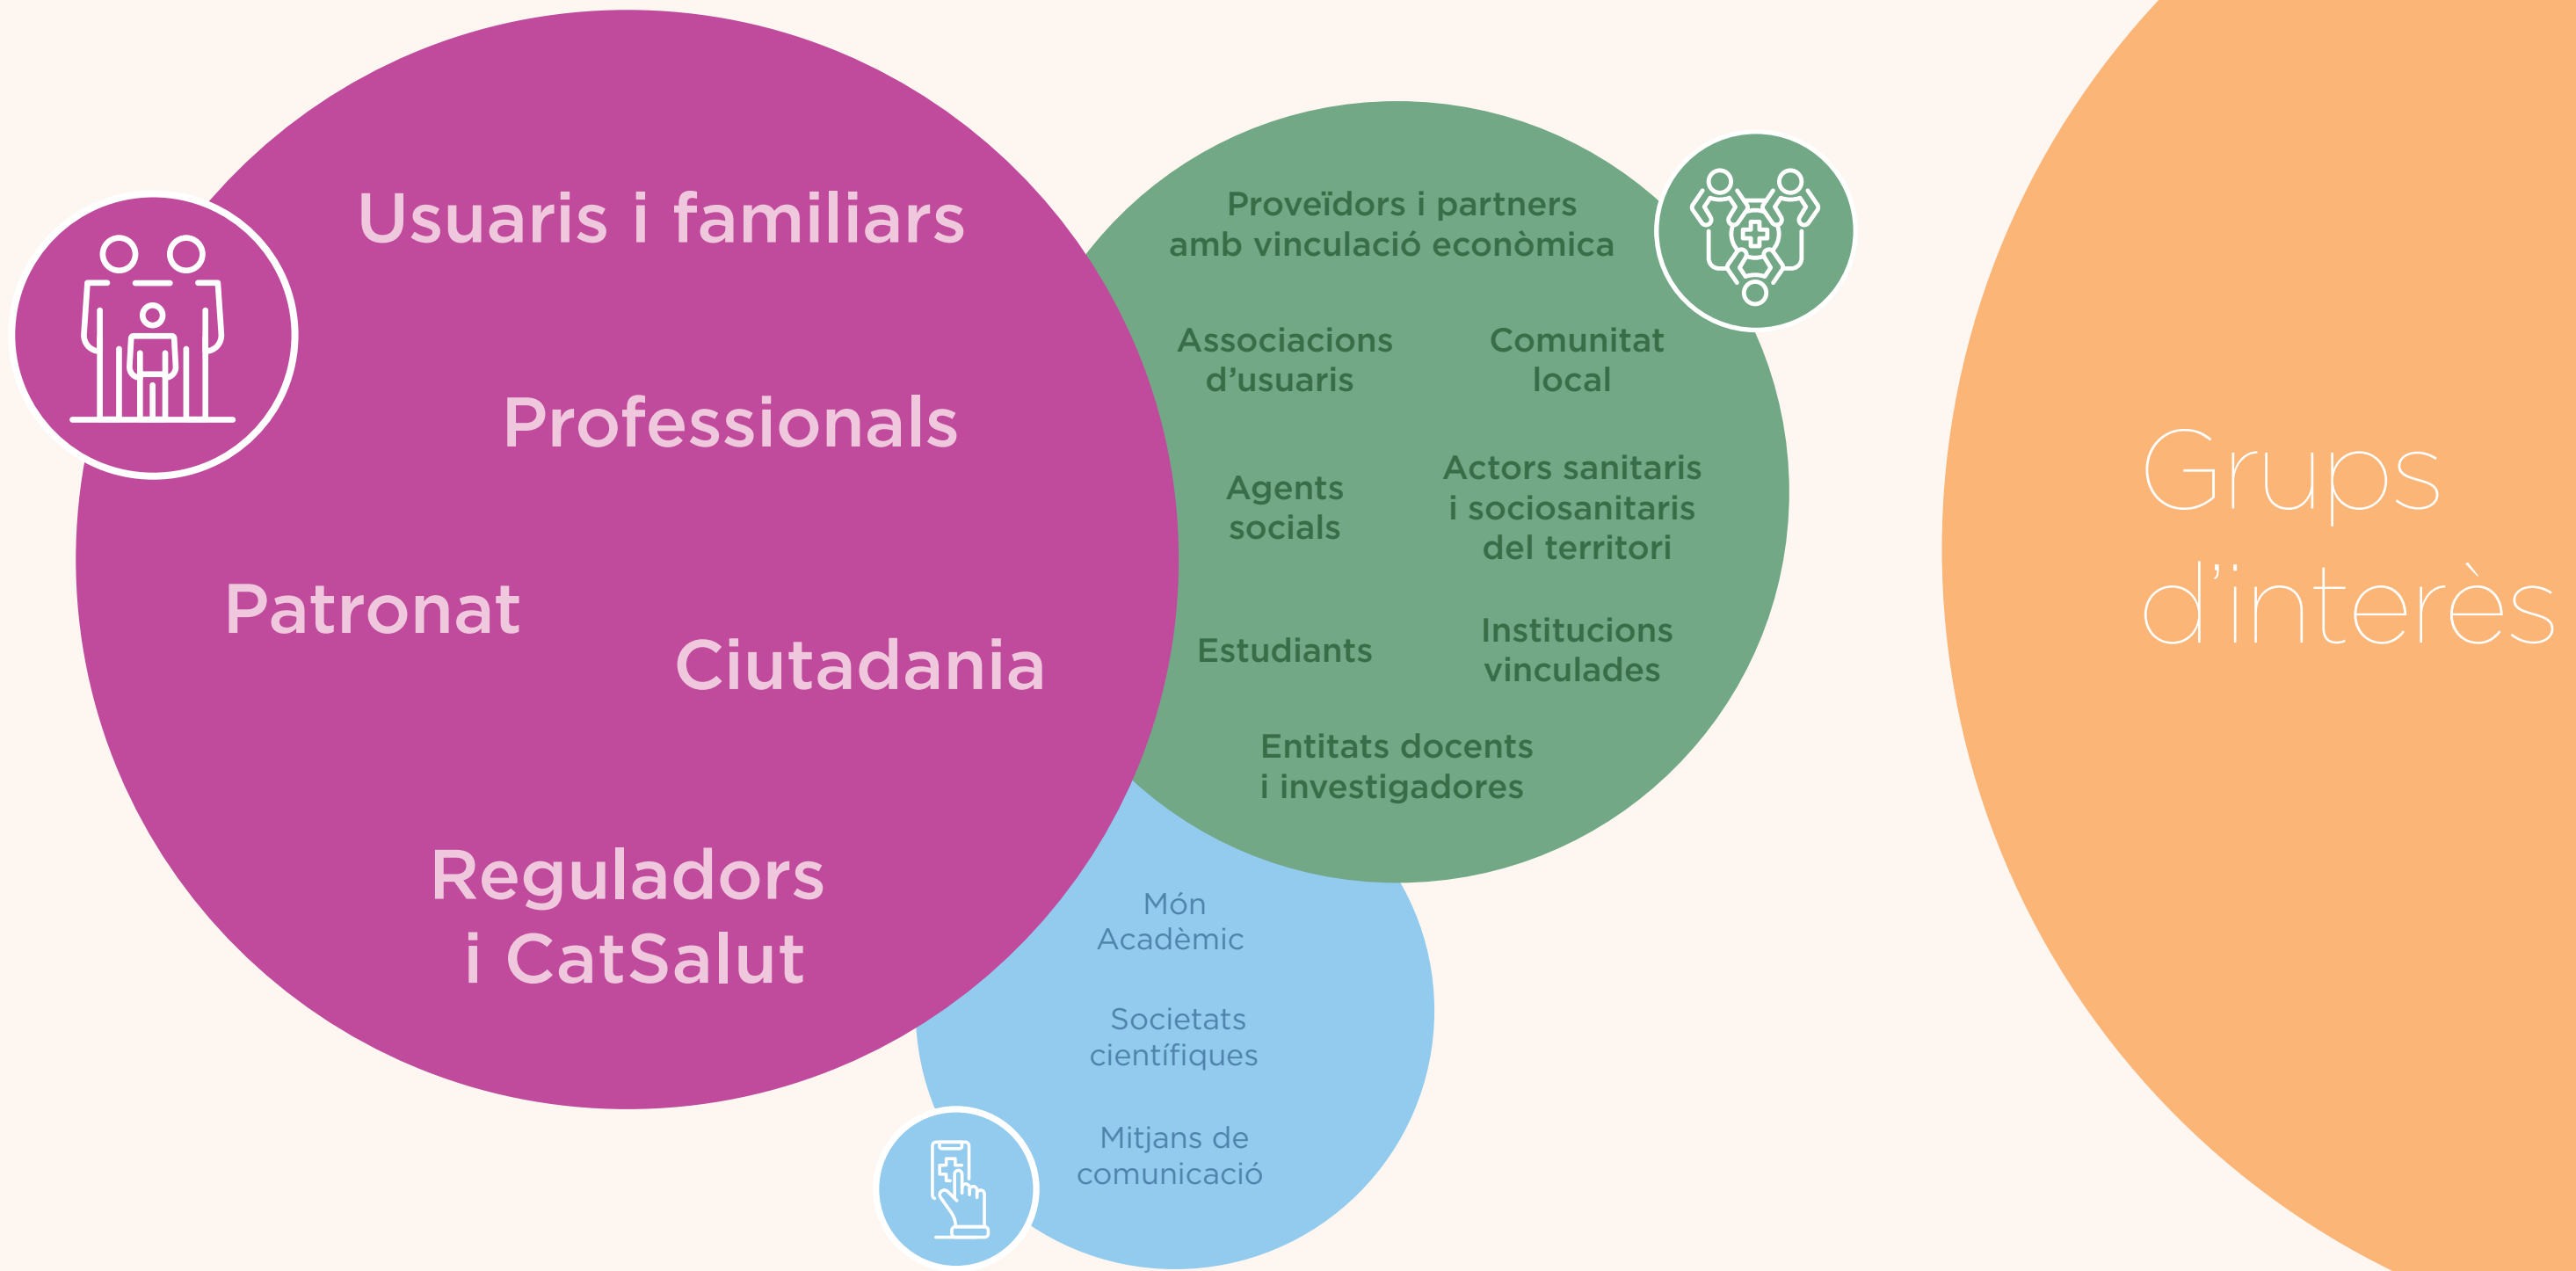 Usuaris i familiars
Professionals
Patronat
Ciutadania
Reguladors
i CatSalut
Proveïdors i partners
amb vinculació econòmica
Associacions
d’usuaris
Comunitat
local
Agents
socials
Actors sanitaris
i sociosanitaris
del territori
Estudiants
Institucions
vinculades
Entitats docents
i investigadores
Món
Acadèmic
Societats
científiques
Mitjans de
comunicació
Grups
d’interès